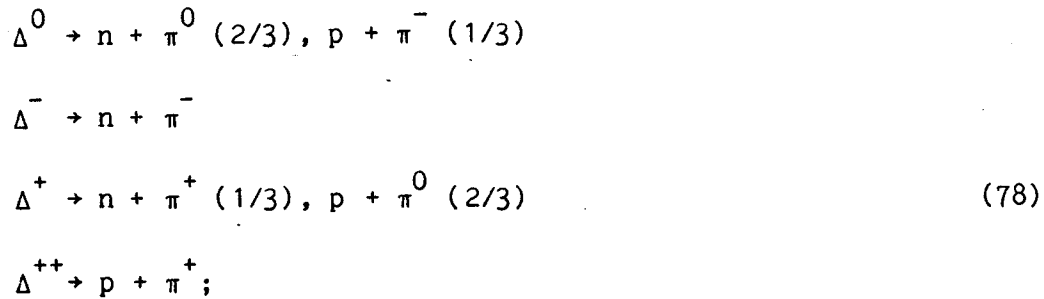 Δ⁰ → n + π⁰ (2/3), p + π⁻ (1/3)
Δ⁻ → n + π⁻
Δ⁺ → n + π⁺ (1/3), p + π⁰ (2/3) (78)
Δ⁺⁺ → p + π⁺;